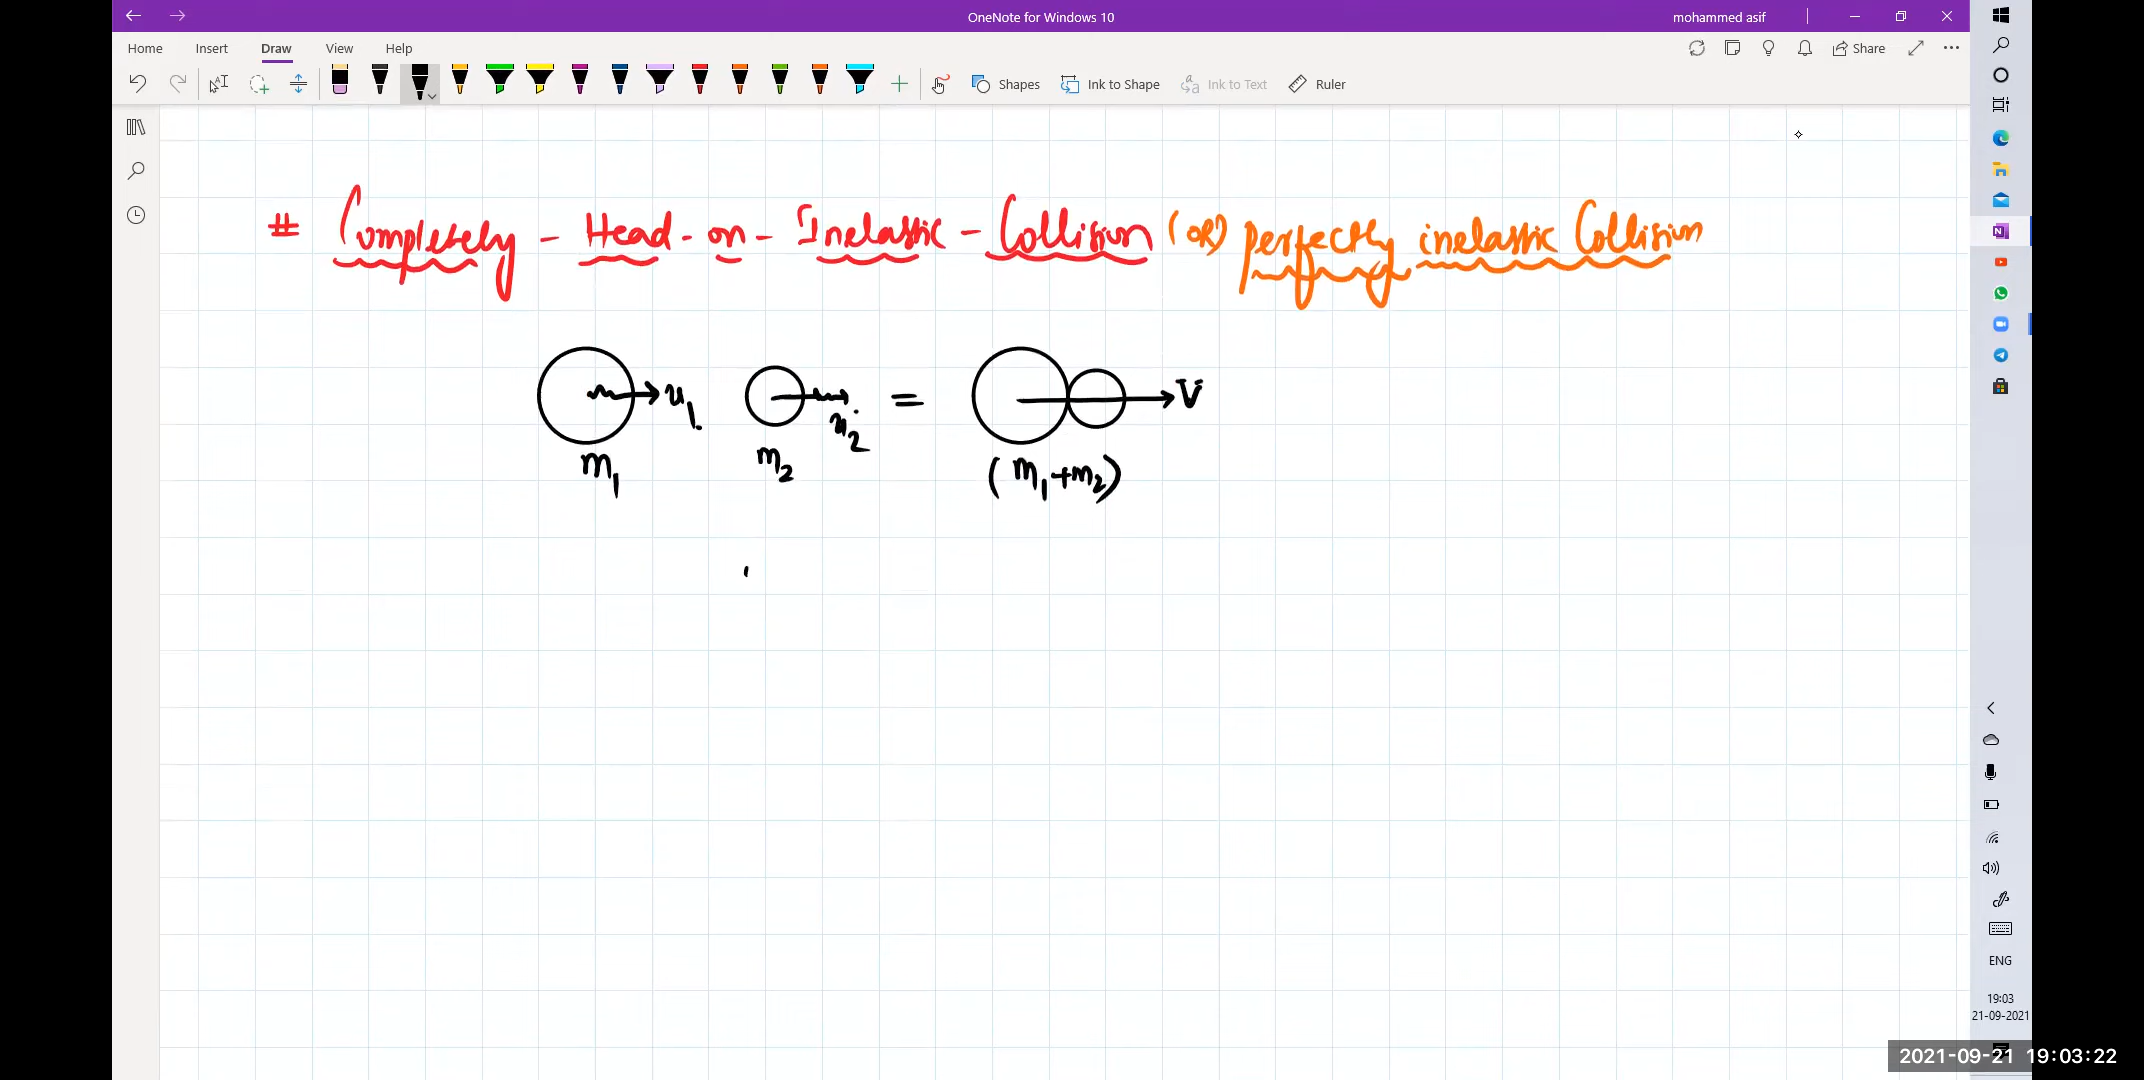 OneNote for Windows 10
mohammed asif
Home Insert Draw View Help
Share
Shapes Ink to Shape Ink to Text Ruler
# Completely - Head - on - Inelastic - Collision (OR) perfectly inelastic Collision
u1 u2 = V
m1 m2 (m1+m2)
ENG
19:03
21-09-2021
2021-09-21 19:03:22